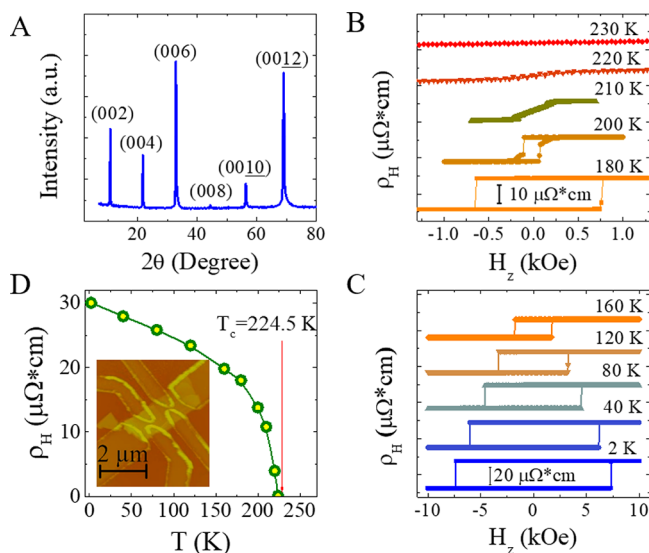 A
Intensity (a.u.)
(002)
(004)
(006)
(008)
(0010)
(0012)
0
20
40
60
80
2θ (Degree)
B
ρH (μΩ*cm)
230 K
220 K
210 K
200 K
180 K
10 μΩ*cm
-1.0
-0.5
0.0
0.5
1.0
Hz (kOe)
D
ρH (μΩ*cm)
30
20
10
0
Tc=224.5 K
2 μm
0
50
100
150
200
250
T (K)
C
ρH (μΩ*cm)
160 K
120 K
80 K
40 K
2 K
20 μΩ*cm
-10
-5
0
5
10
Hz (kOe)